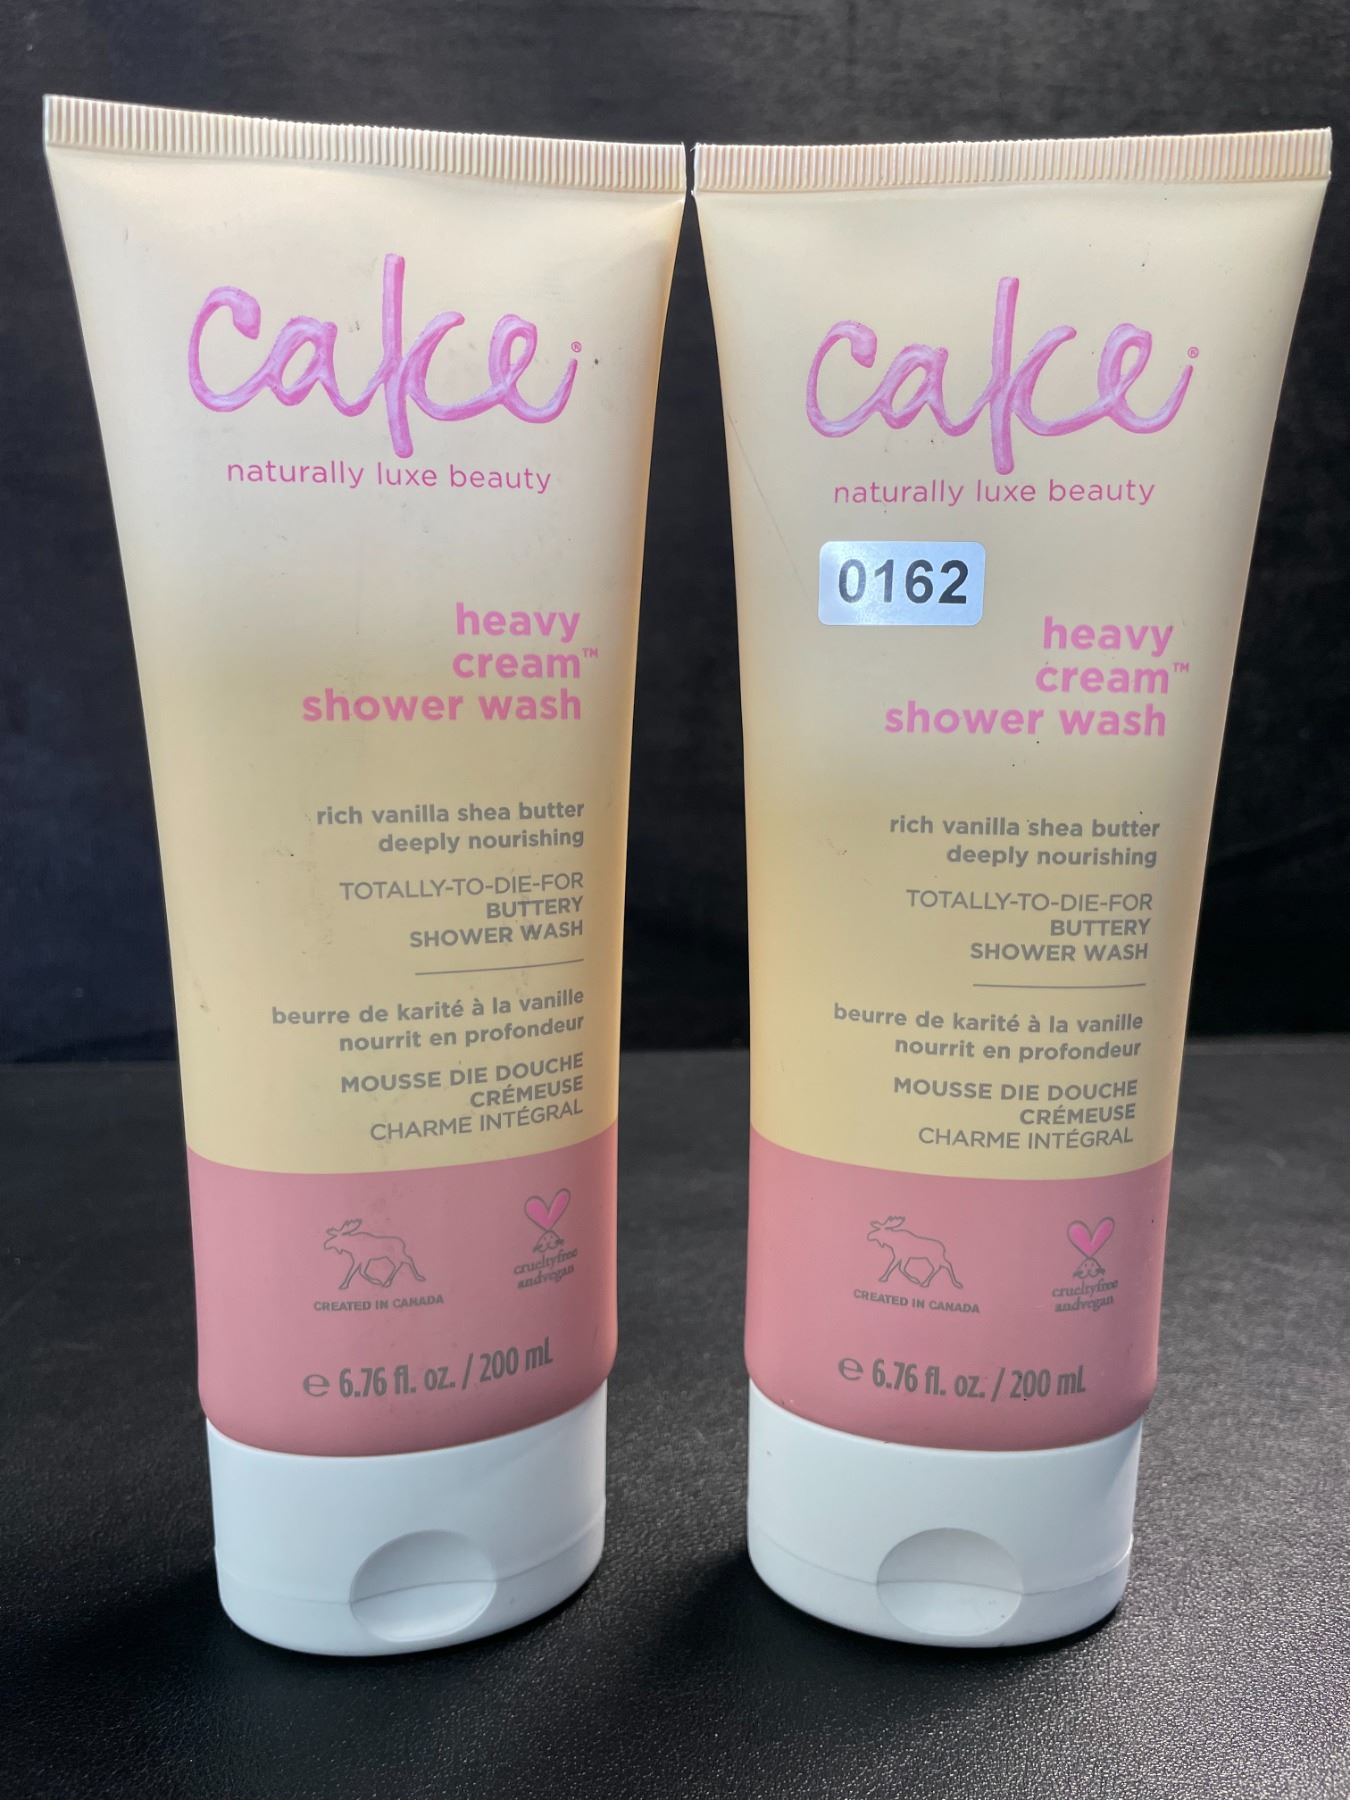 cake®
naturally luxe beauty
heavy
cream™
shower wash
rich vanilla shea butter
deeply nourishing
TOTALLY-TO-DIE-FOR
BUTTERY
SHOWER WASH
beurre de karité à la vanille
nourrit en profondeur
MOUSSE DIE DOUCHE
CRÉMEUSE
CHARME INTÉGRAL
CREATED IN CANADA
crueltyfree
andvegan
e 6.76 fl. oz. / 200 mL
cake®
naturally luxe beauty
0162
heavy
cream™
shower wash
rich vanilla shea butter
deeply nourishing
TOTALLY-TO-DIE-FOR
BUTTERY
SHOWER WASH
beurre de karité à la vanille
nourrit en profondeur
MOUSSE DIE DOUCHE
CRÉMEUSE
CHARME INTÉGRAL
CREATED IN CANADA
crueltyfree
andvegan
e 6.76 fl. oz. / 200 mL